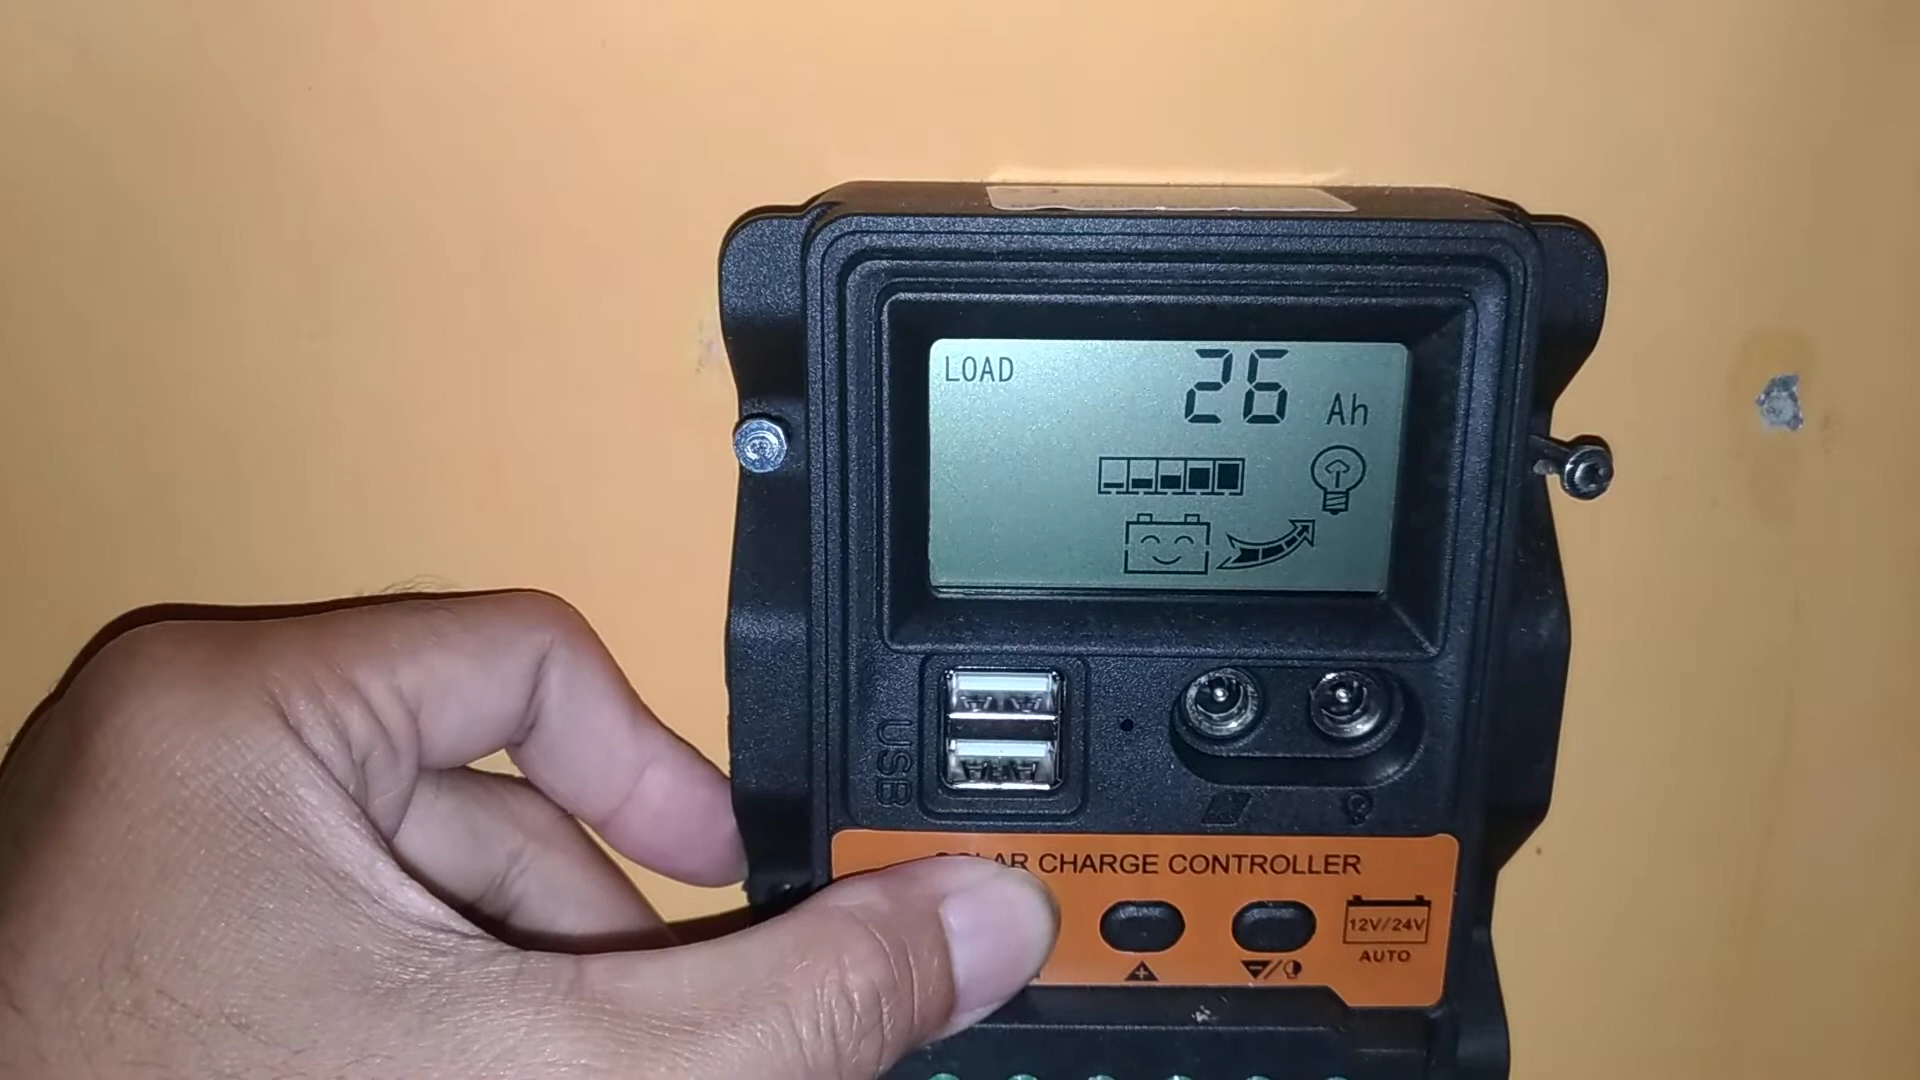 LOAD
26 Ah
USB
SOLAR CHARGE CONTROLLER
12V/24V
AUTO